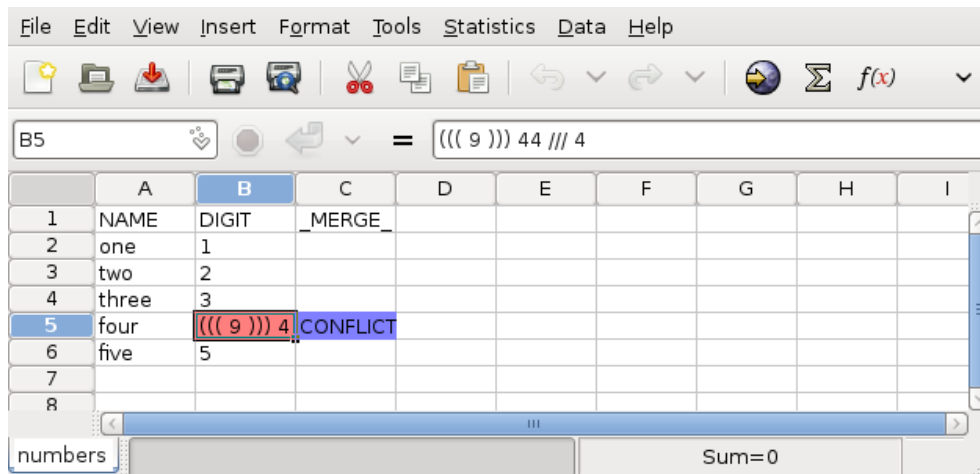 File Edit View Insert Format Tools Statistics Data Help
f(x)
B5 = ((( 9 ))) 44 /// 4
A B C D E F G H I
1 NAME DIGIT _MERGE_
2 one 1
3 two 2
4 three 3
5 four ((( 9 ))) 4 CONFLICT
6 five 5
7
8
numbers Sum=0